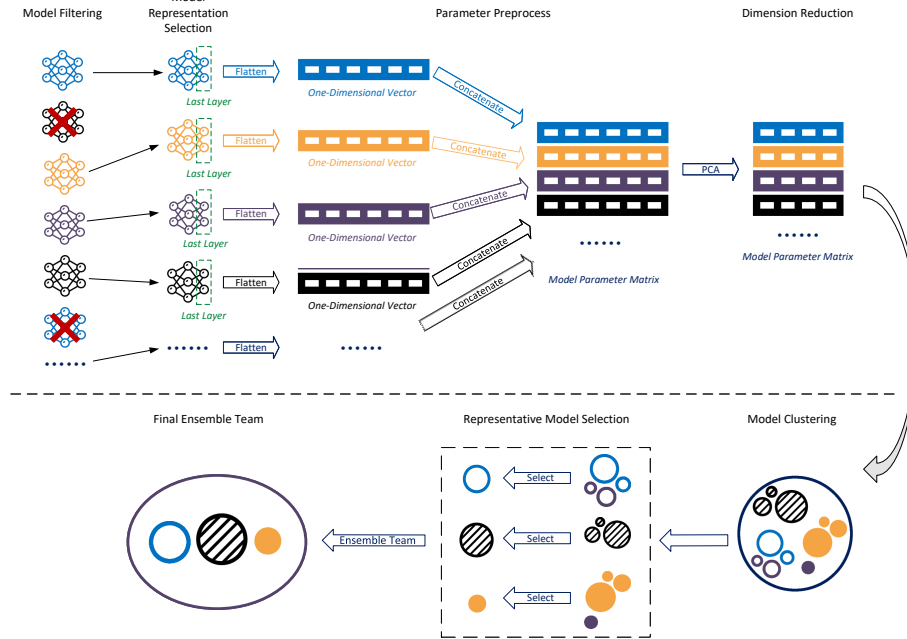 Model Filtering
Model
Representation
Selection
Parameter Preprocess
Dimension Reduction
Flatten
One-Dimensional Vector
Last Layer
Concatenate
Flatten
One-Dimensional Vector
Last Layer
Concatenate
PCA
Flatten
One-Dimensional Vector
Last Layer
Concatenate
Model Parameter Matrix
Flatten
One-Dimensional Vector
Last Layer
Concatenate
Concatenate
Model Parameter Matrix
Flatten
Final Ensemble Team
Representative Model Selection
Model Clustering
Select
Ensemble Team
Select
Select